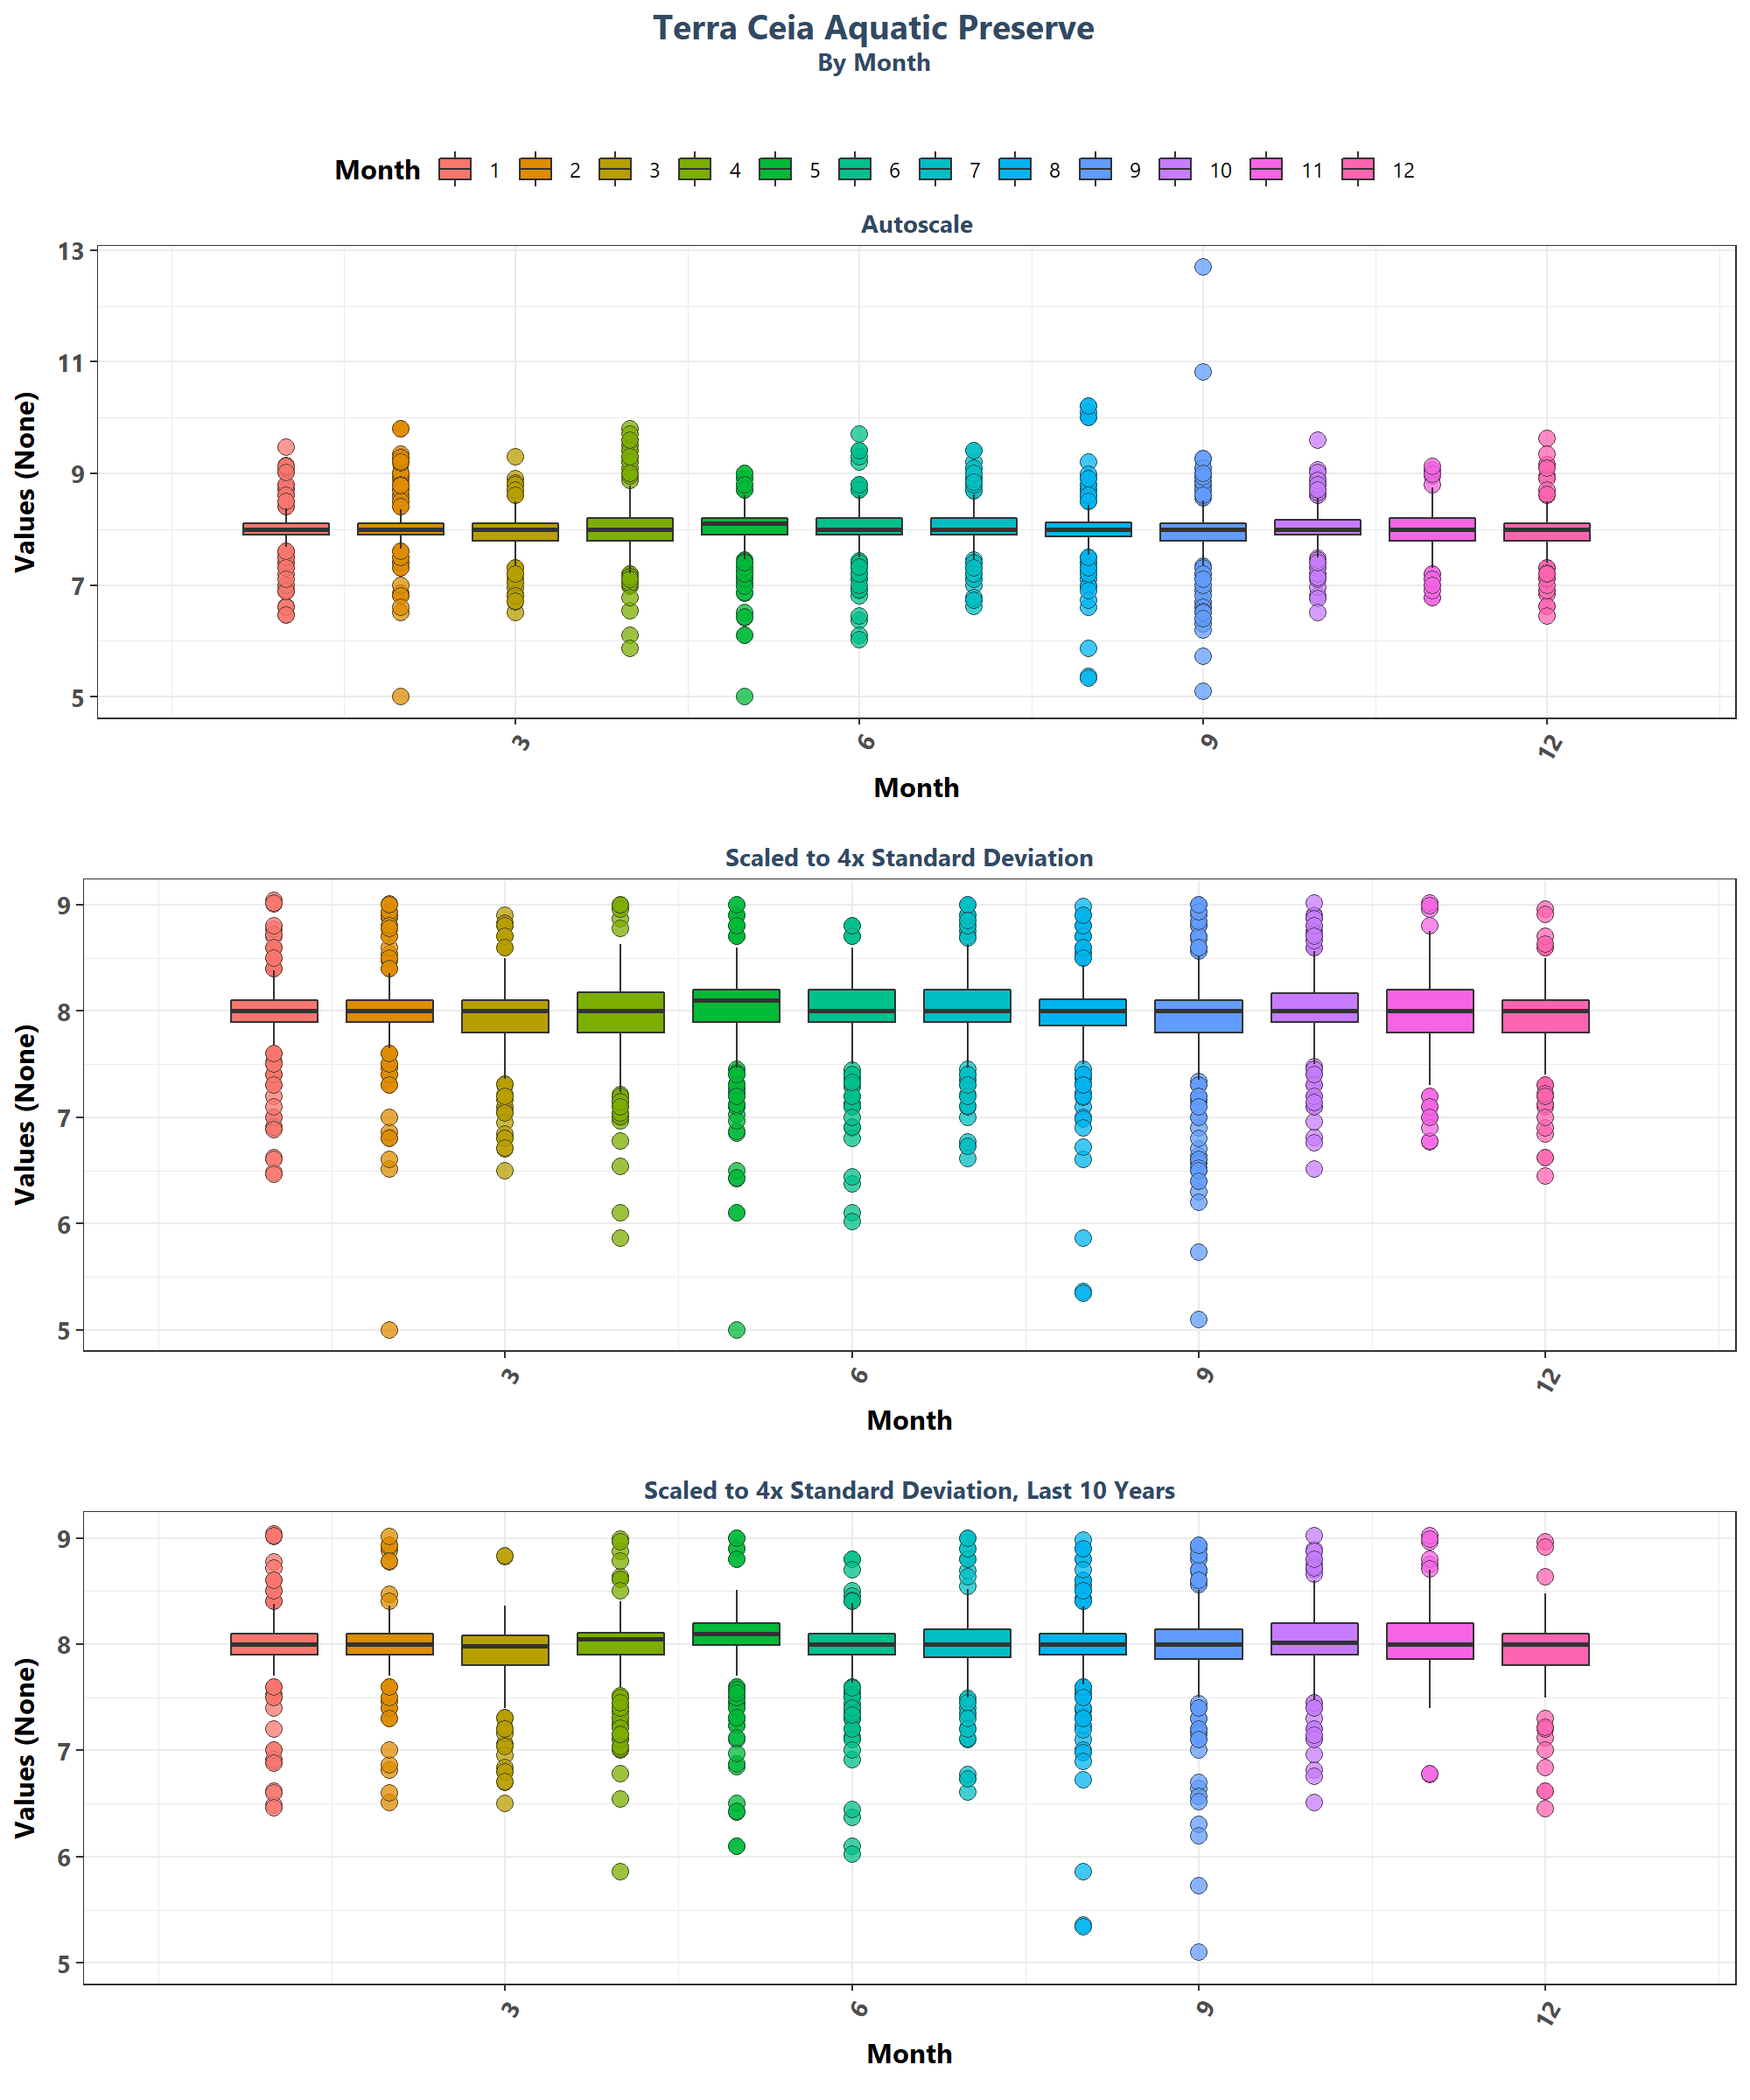 Terra Ceia Aquatic Preserve
By Month
Month 1 2 3 4 5 6 7 8 9 10 11 12
Autoscale
Values (None)
13
11
9
7
5
3 6 9 12
Month
Scaled to 4x Standard Deviation
Values (None)
9
8
7
6
5
3 6 9 12
Month
Scaled to 4x Standard Deviation, Last 10 Years
Values (None)
9
8
7
6
5
3 6 9 12
Month